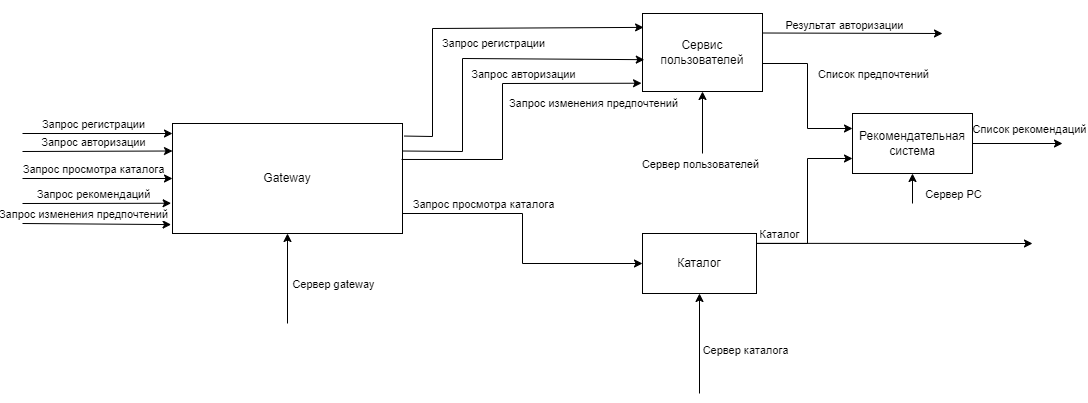 Запрос регистрации
Запрос авторизации
Запрос просмотра каталога
Запрос рекомендаций
Запрос изменения предпочтений
Gateway
Сервер gateway
Запрос регистрации
Запрос авторизации
Запрос изменения предпочтений
Запрос просмотра каталога
Сервис
пользователей
Сервер пользователей
Результат авторизации
Список предпочтений
Рекомендательная
система
Список рекомендаций
Сервер РС
Каталог
Каталог
Сервер каталога